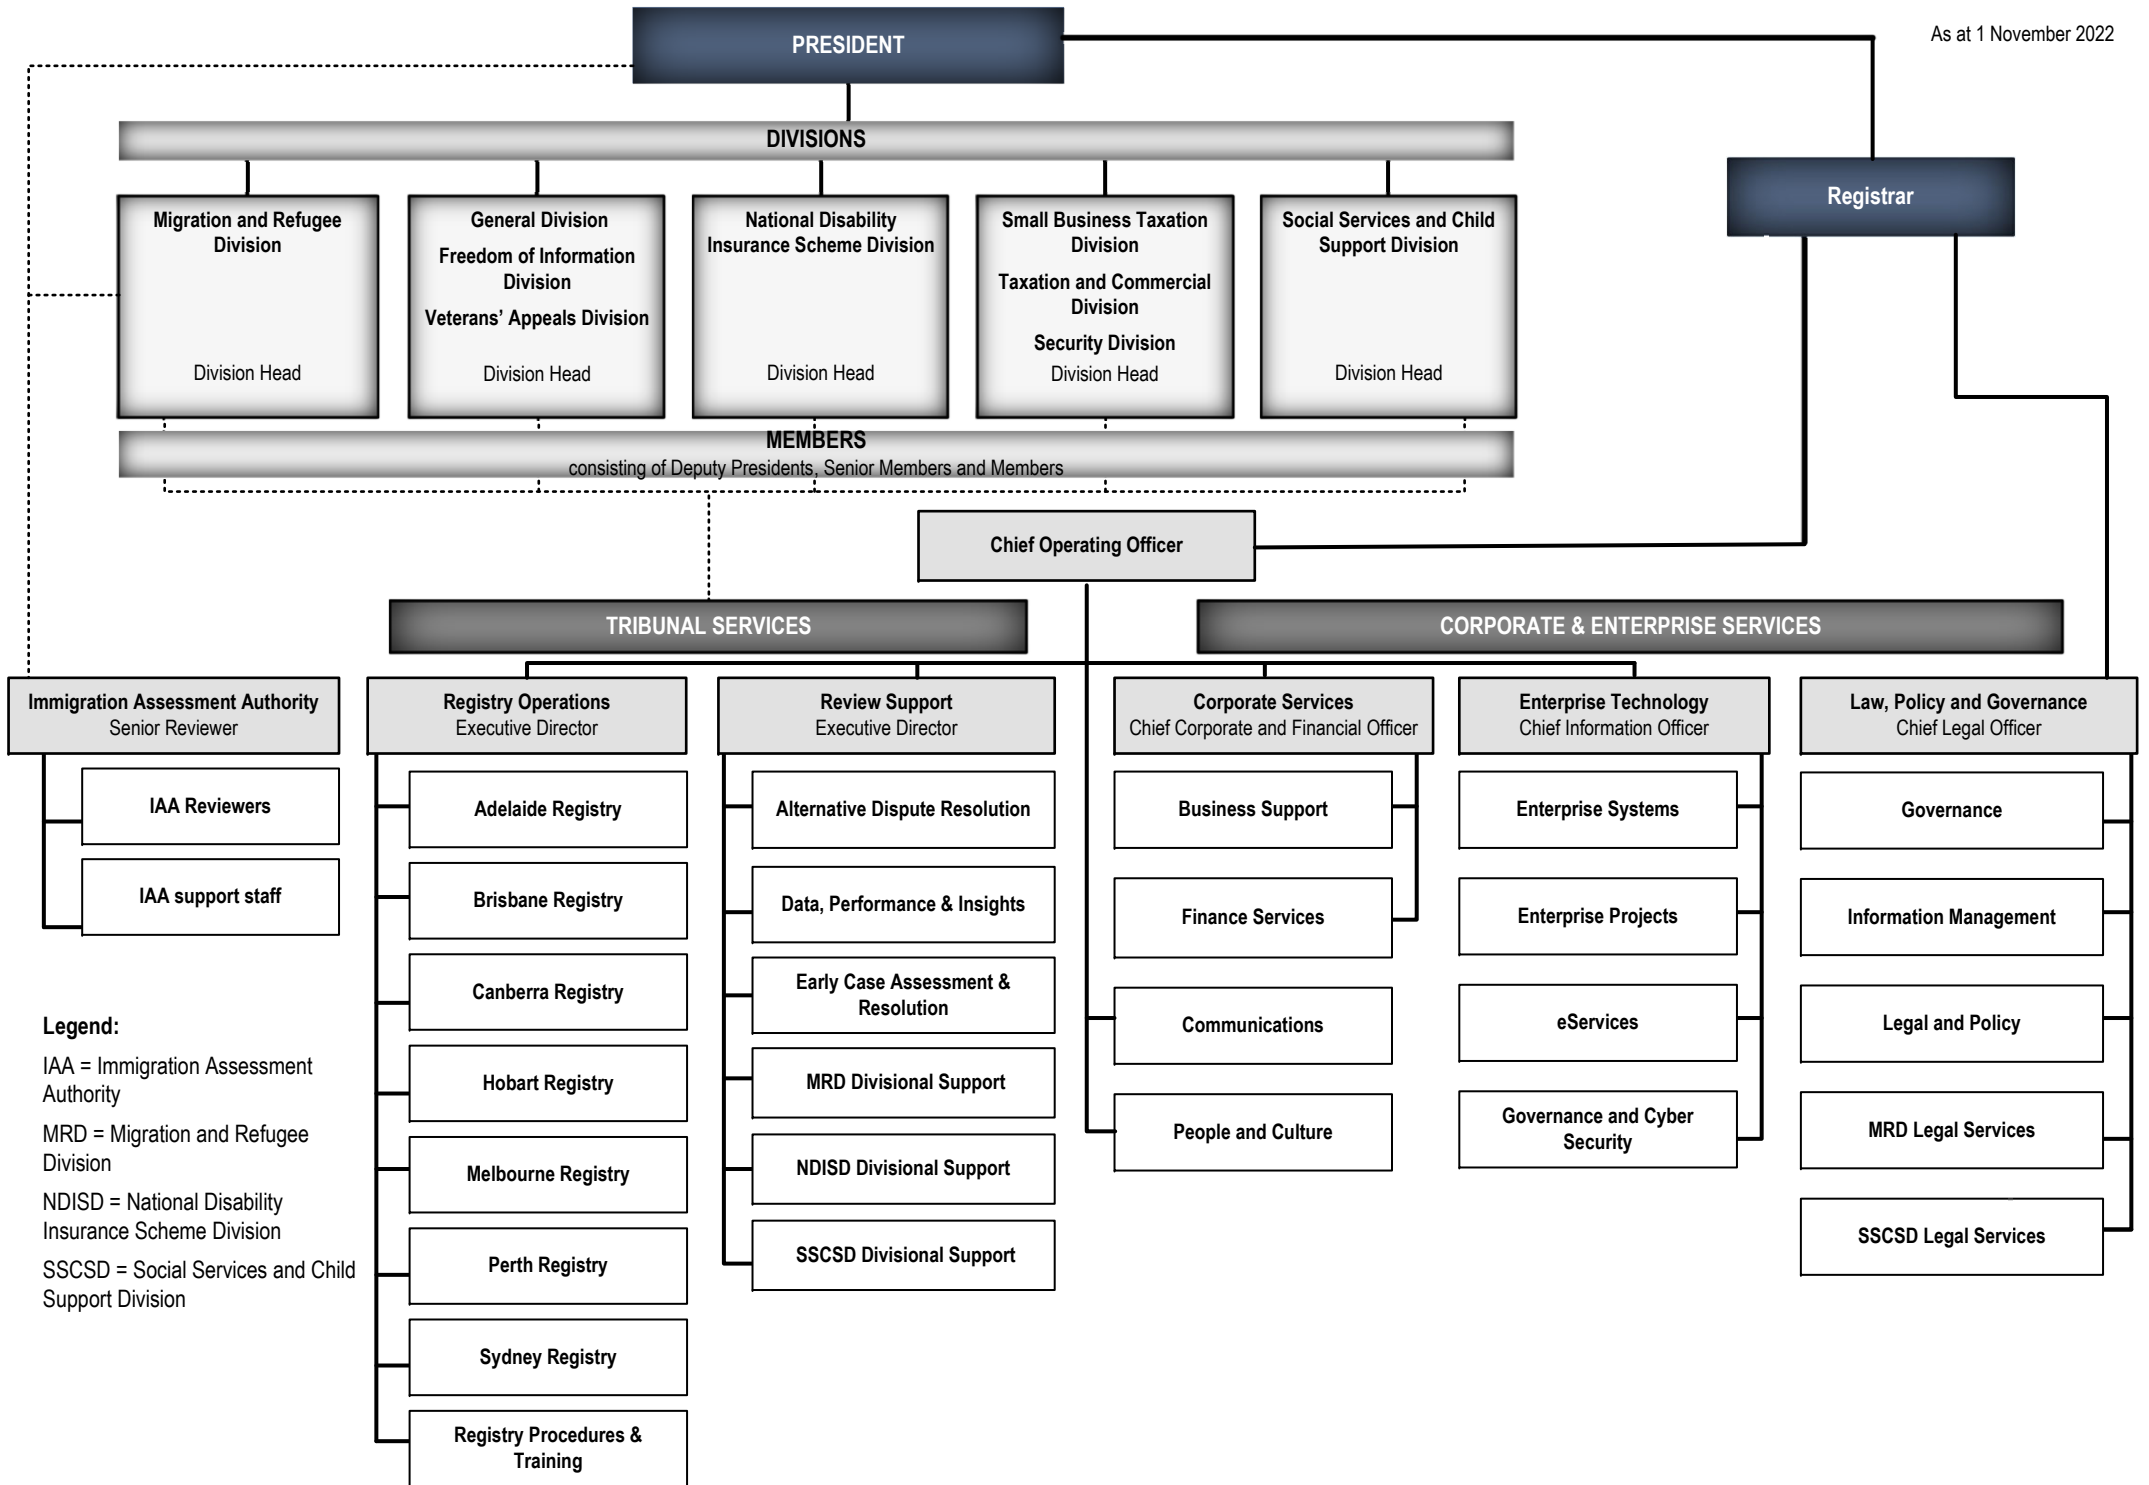 PRESIDENT
As at 1 November 2022
DIVISIONS
Registrar
Migration and Refugee
Division
Division Head
General Division
Freedom of Information
Division
Veterans’ Appeals Division
Division Head
National Disability
Insurance Scheme Division
Division Head
Small Business Taxation
Division
Taxation and Commercial
Division
Security Division
Division Head
Social Services and Child
Support Division
Division Head
MEMBERS
consisting of Deputy Presidents, Senior Members and Members
Chief Operating Officer
TRIBUNAL SERVICES
CORPORATE & ENTERPRISE SERVICES
Immigration Assessment Authority
Senior Reviewer
IAA Reviewers
IAA support staff
Registry Operations
Executive Director
Adelaide Registry
Brisbane Registry
Canberra Registry
Hobart Registry
Melbourne Registry
Perth Registry
Sydney Registry
Registry Procedures &
Training
Review Support
Executive Director
Alternative Dispute Resolution
Data, Performance & Insights
Early Case Assessment &
Resolution
MRD Divisional Support
NDISD Divisional Support
SSCSD Divisional Support
Corporate Services
Chief Corporate and Financial Officer
Business Support
Finance Services
Communications
People and Culture
Enterprise Technology
Chief Information Officer
Enterprise Systems
Enterprise Projects
eServices
Governance and Cyber
Security
Law, Policy and Governance
Chief Legal Officer
Governance
Information Management
Legal and Policy
MRD Legal Services
SSCSD Legal Services
Legend:
IAA = Immigration Assessment
Authority
MRD = Migration and Refugee
Division
NDISD = National Disability
Insurance Scheme Division
SSCSD = Social Services and Child
Support Division